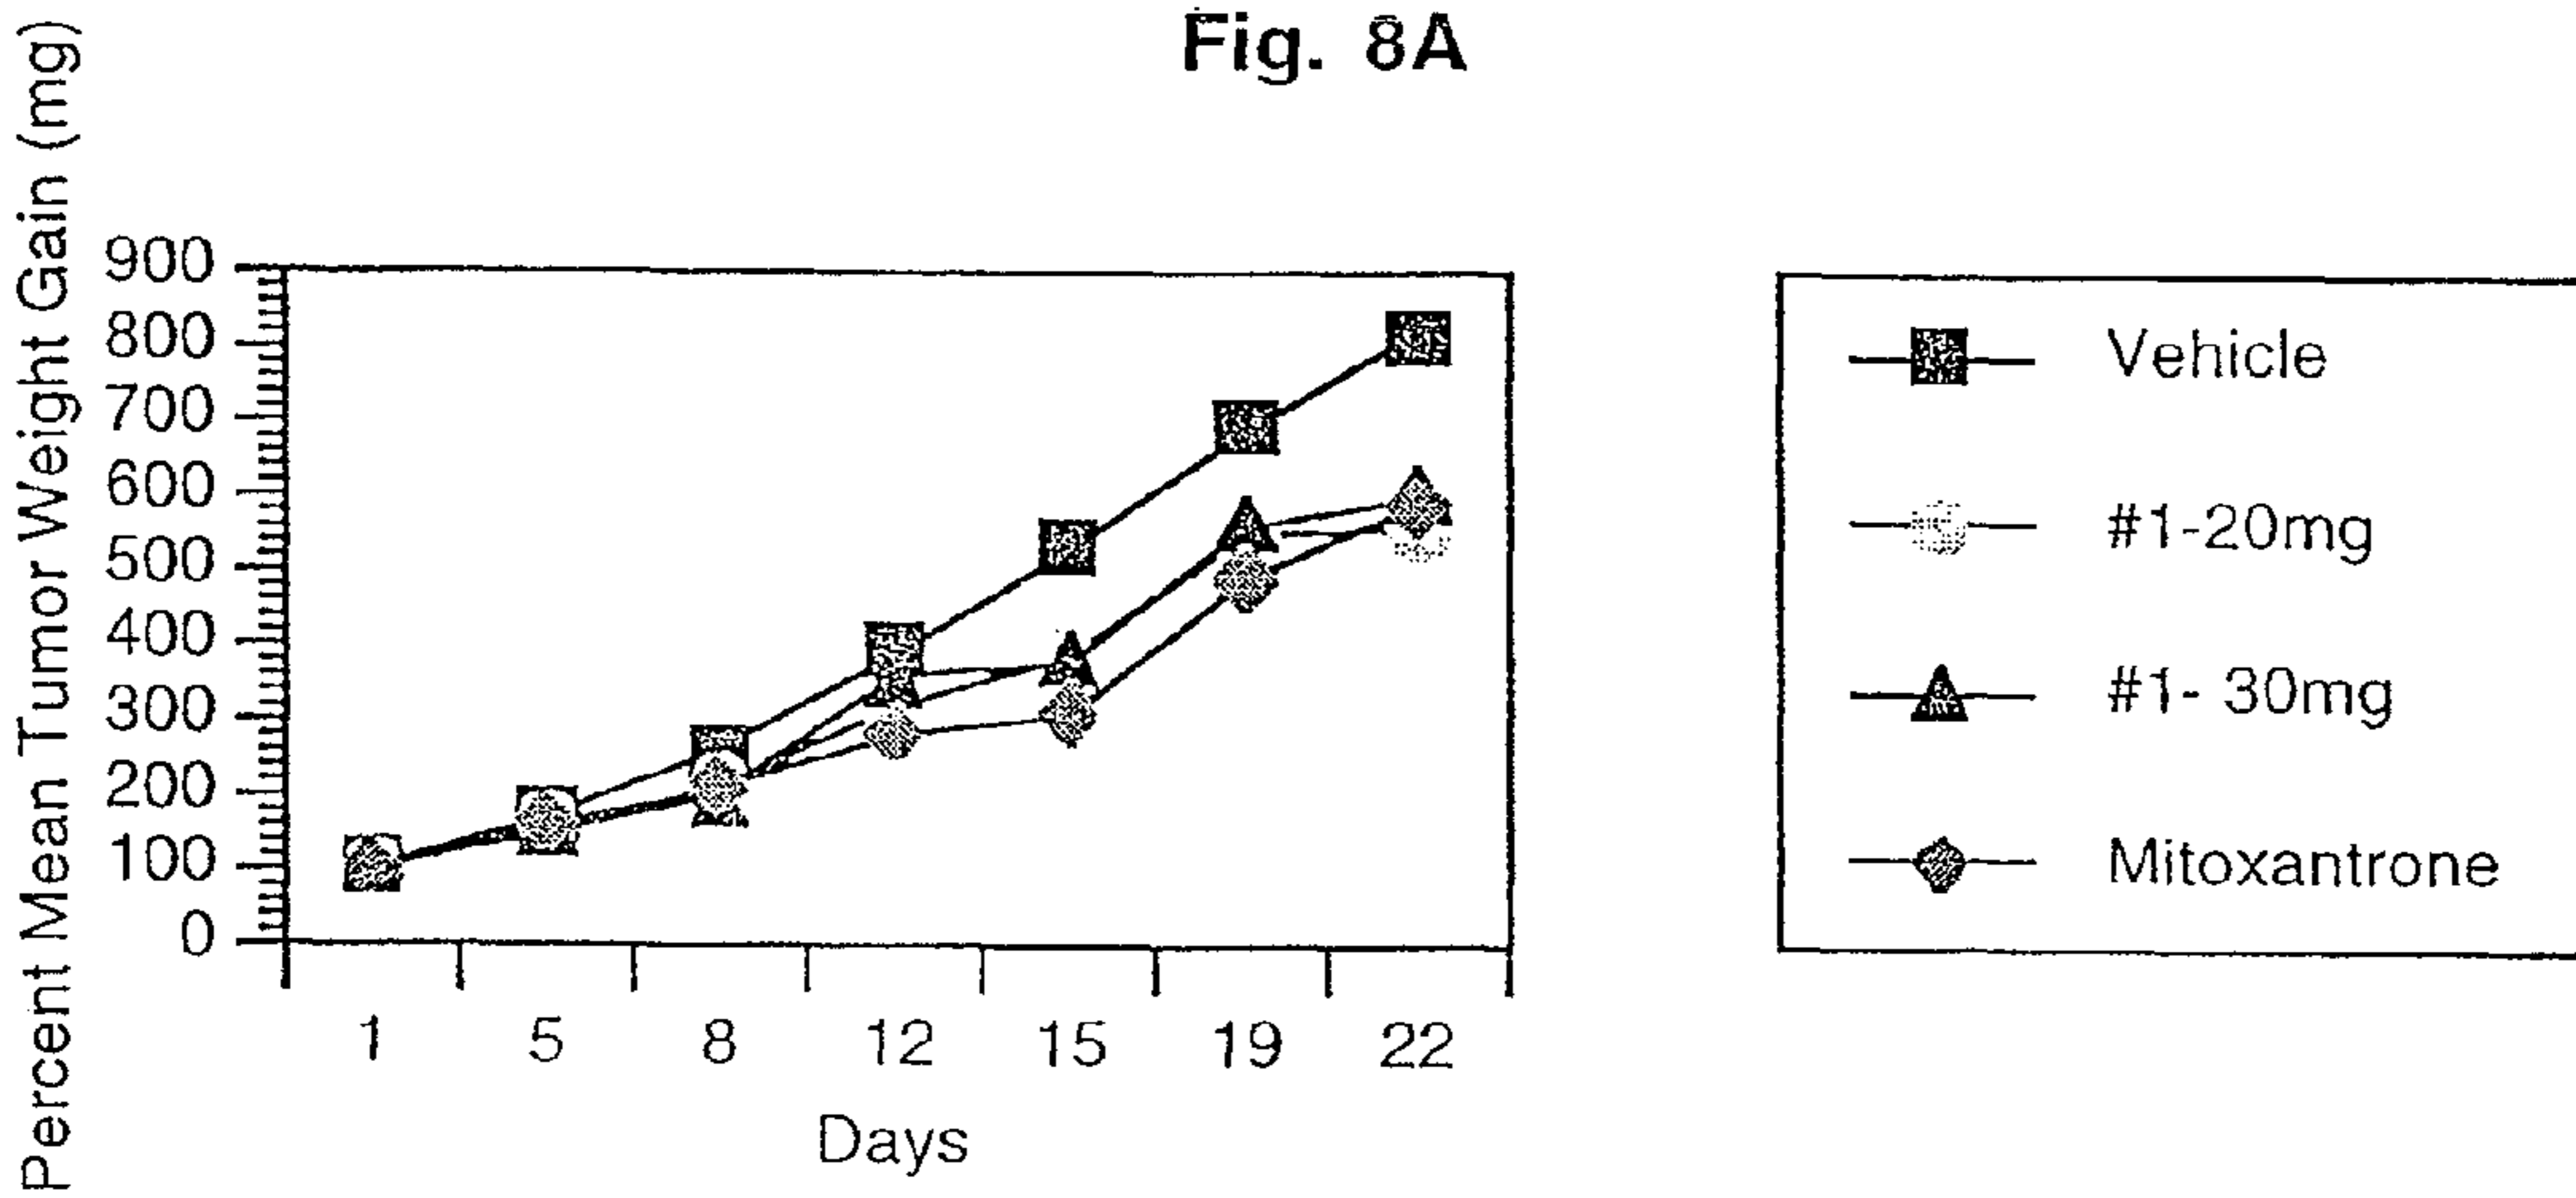 Fig. 8A
Percent Mean Tumor Weight Gain (mg)
900
800
700
600
500
400
300
200
100
0
1 5 8 12 15 19 22
Days
Vehicle
#1-20mg
#1- 30mg
Mitoxantrone